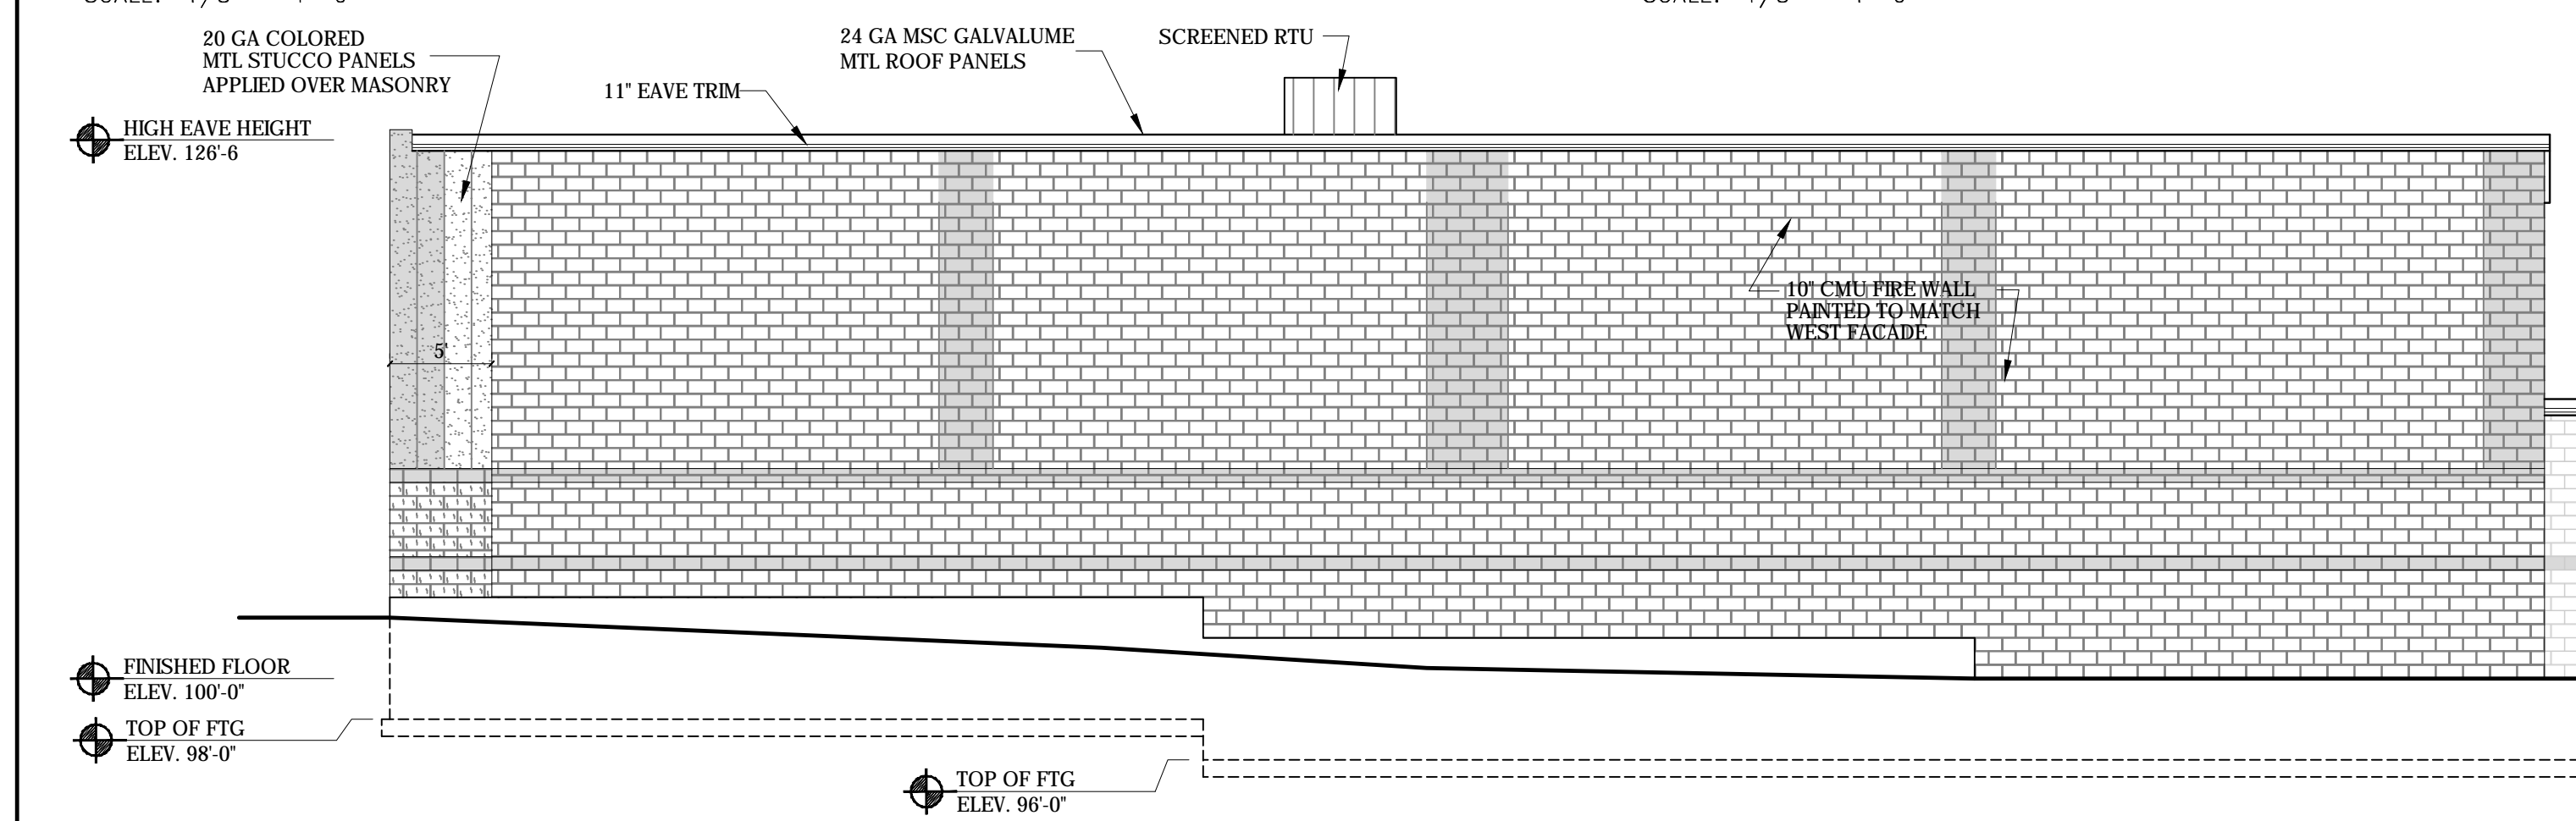 20 GA COLORED
MTL STUCCO PANELS
APPLIED OVER MASONRY
11" EAVE TRIM
24 GA MSC GALVALUME
MTL ROOF PANELS
SCREENED RTU
HIGH EAVE HEIGHT
ELEV. 126'-6
10" CMU FIRE WALL
PAINTED TO MATCH
WEST FACADE
5'
FINISHED FLOOR
ELEV. 100'-0"
TOP OF FTG
ELEV. 98'-0"
TOP OF FTG
ELEV. 96'-0"